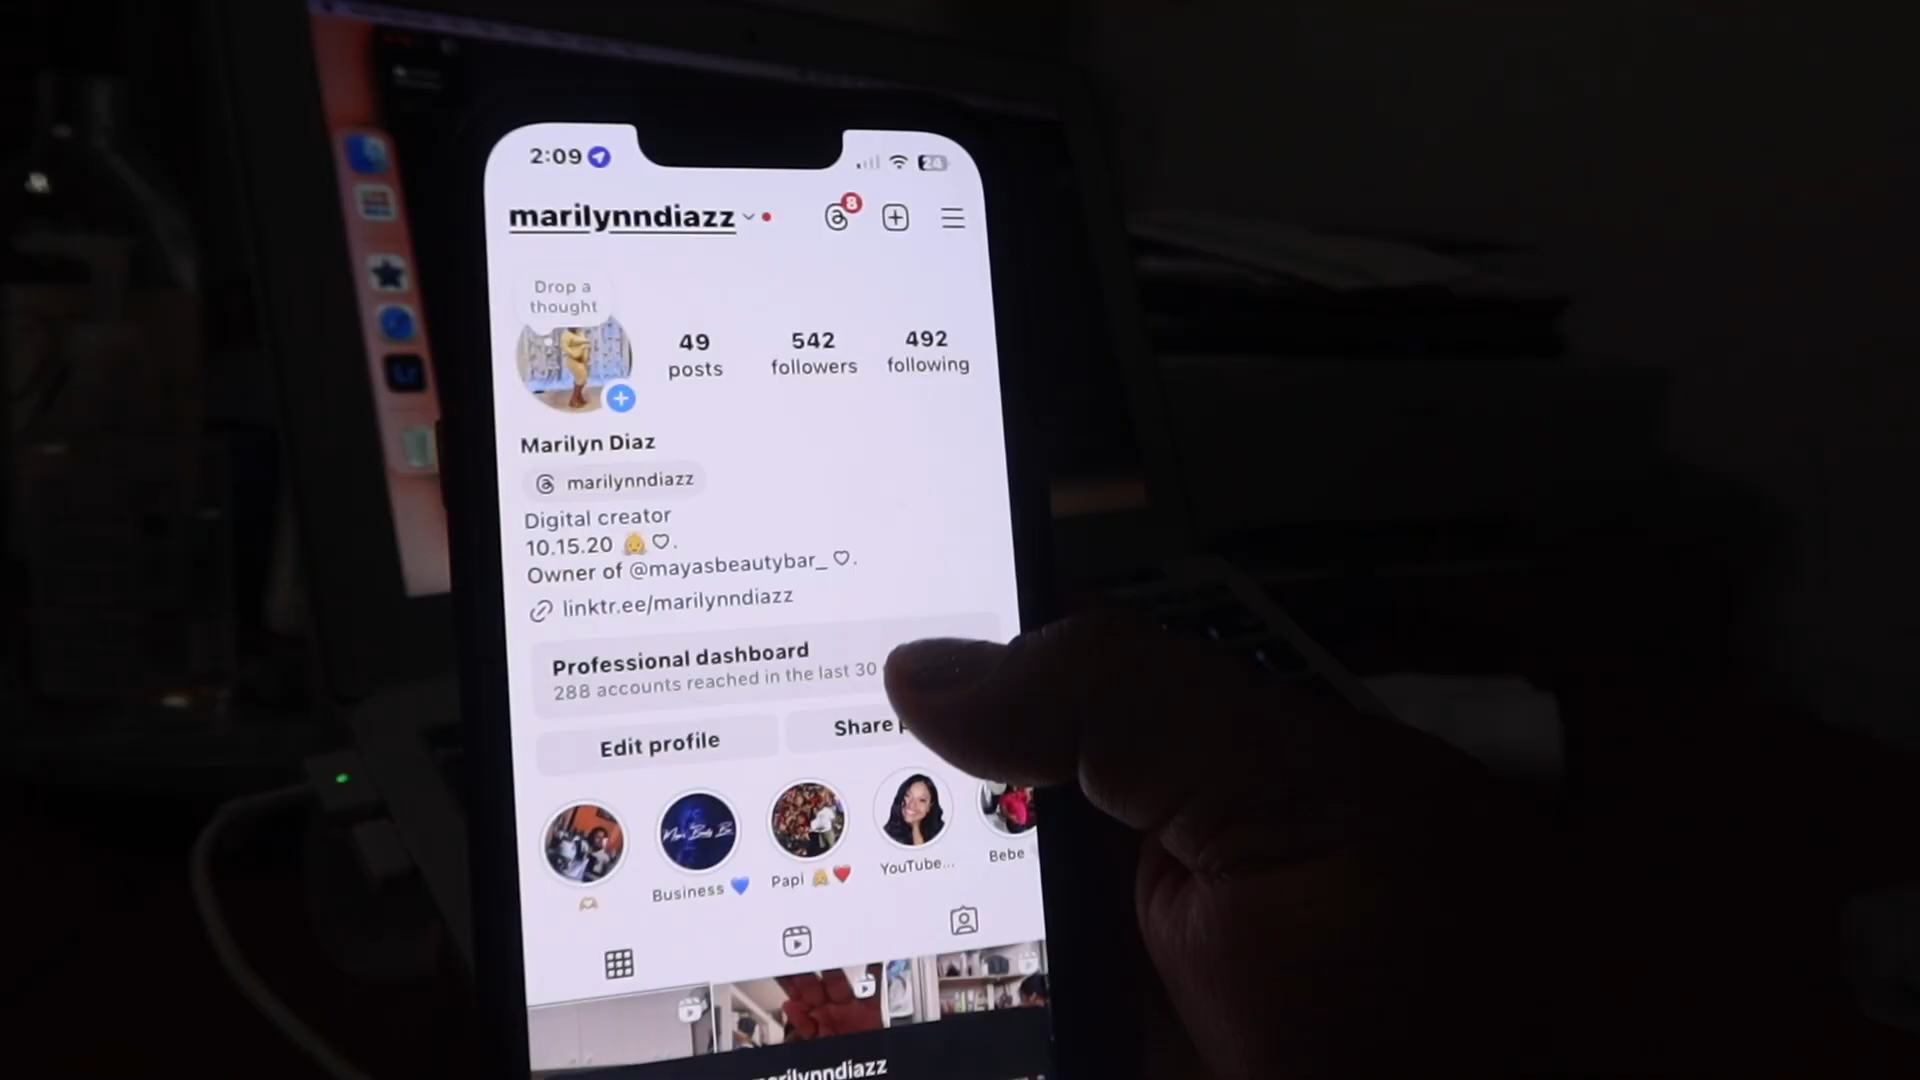 2:09
24
marilynndiazz
8
Drop a
thought
49
posts
542
followers
492
following
Marilyn Diaz
marilynndiazz
Digital creator
10.15.20 👧♡.
Owner of @mayasbeautybar_ ♡.
linktr.ee/marilynndiazz
Professional dashboard
288 accounts reached in the last 30
Edit profile
Share
Business 💙
Papi
YouTube...
Bebe
Lr